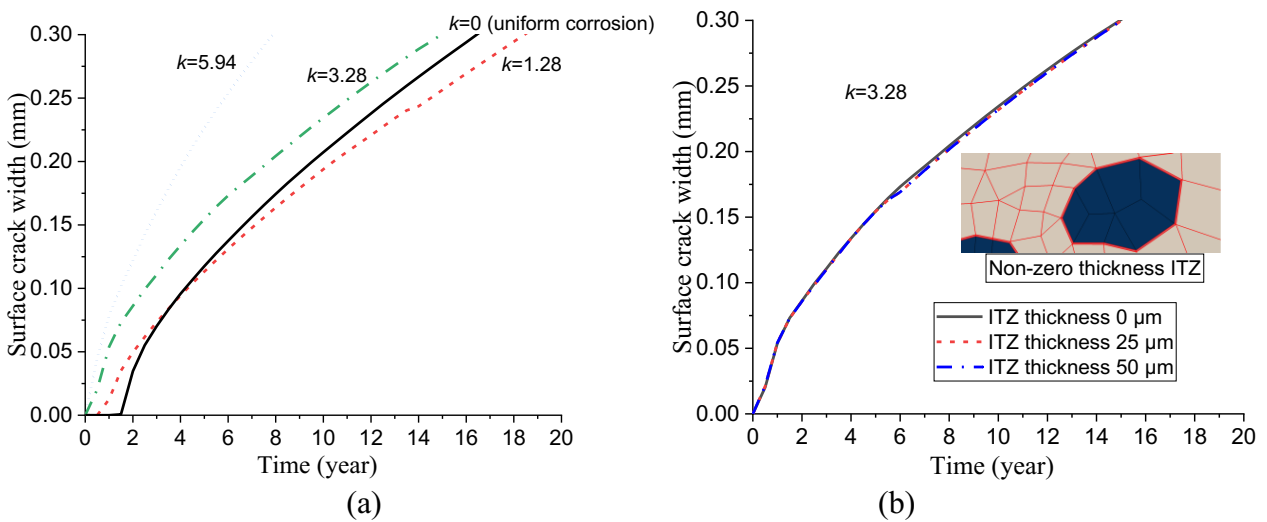 k=0 (uniform corrosion)
k=5.94
k=3.28
k=1.28
Surface crack width (mm)
0.30
0.25
0.20
0.15
0.10
0.05
0.00
0 2 4 6 8 10 12 14 16 18 20
Time (year)
(a)
k=3.28
Surface crack width (mm)
0.30
0.25
0.20
0.15
0.10
0.05
0.00
Non-zero thickness ITZ
ITZ thickness 0 µm
ITZ thickness 25 µm
ITZ thickness 50 µm
0 2 4 6 8 10 12 14 16 18 20
Time (year)
(b)